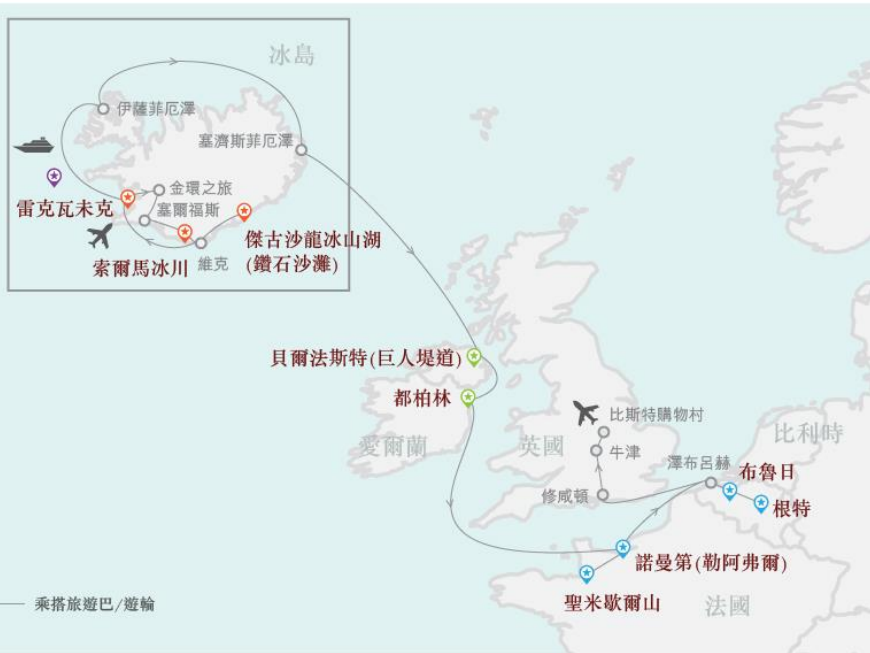 冰島
伊薩菲厄澤
塞濟斯菲厄澤
金環之旅
雷克瓦未克
塞爾福斯
傑古沙龍冰山湖
(鑽石沙灘)
索爾馬冰川
維克
貝爾法斯特(巨人堤道)
都柏林
愛爾蘭
英國
比斯特購物村
牛津
比利時
澤布呂赫
布魯日
修咸頓
根特
諾曼第(勒阿弗爾)
聖米歇爾山
法國
乘搭旅遊巴/遊輪